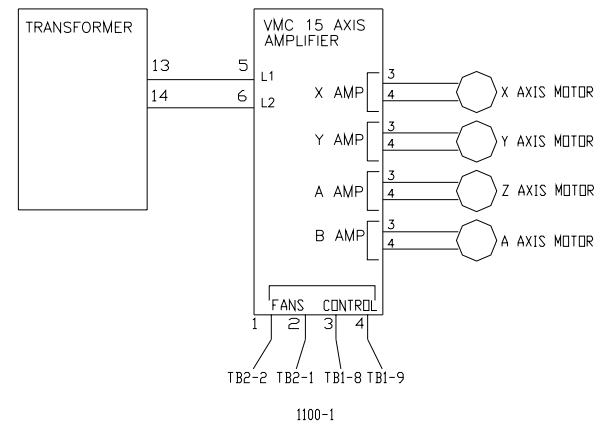 TRANSFORMER
VMC 15 AXIS
AMPLIFIER
13 5
L1
14 6
L2
X AMP 3
4
X AXIS MOTOR
Y AMP 3
4
Y AXIS MOTOR
A AMP 3
4
Z AXIS MOTOR
B AMP 3
4
A AXIS MOTOR
FANS CONTROL
1 2 3 4
TB2-2 TB2-1 TB1-8 TB1-9
1100-1